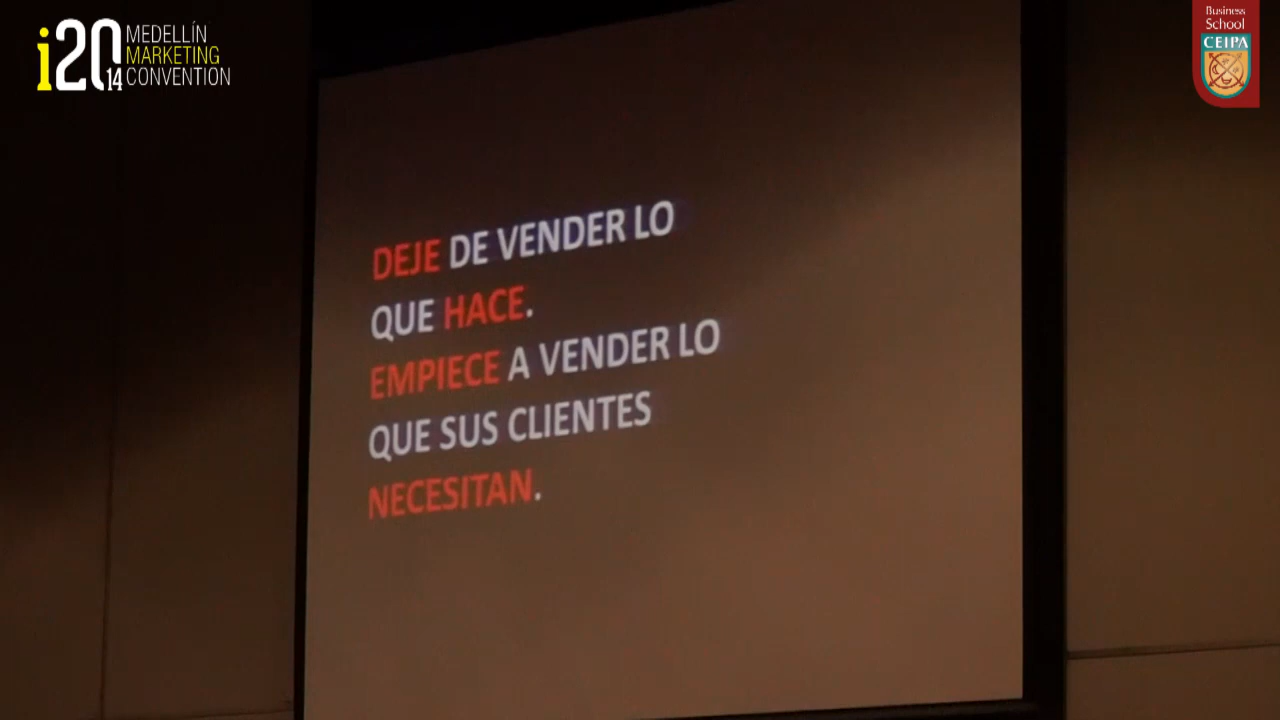 i20
14
MEDELLÍN
MARKETING
CONVENTION
Business
School
CEIPA
DEJE DE VENDER LO
QUE HACE.
EMPIECE A VENDER LO
QUE SUS CLIENTES
NECESITAN.